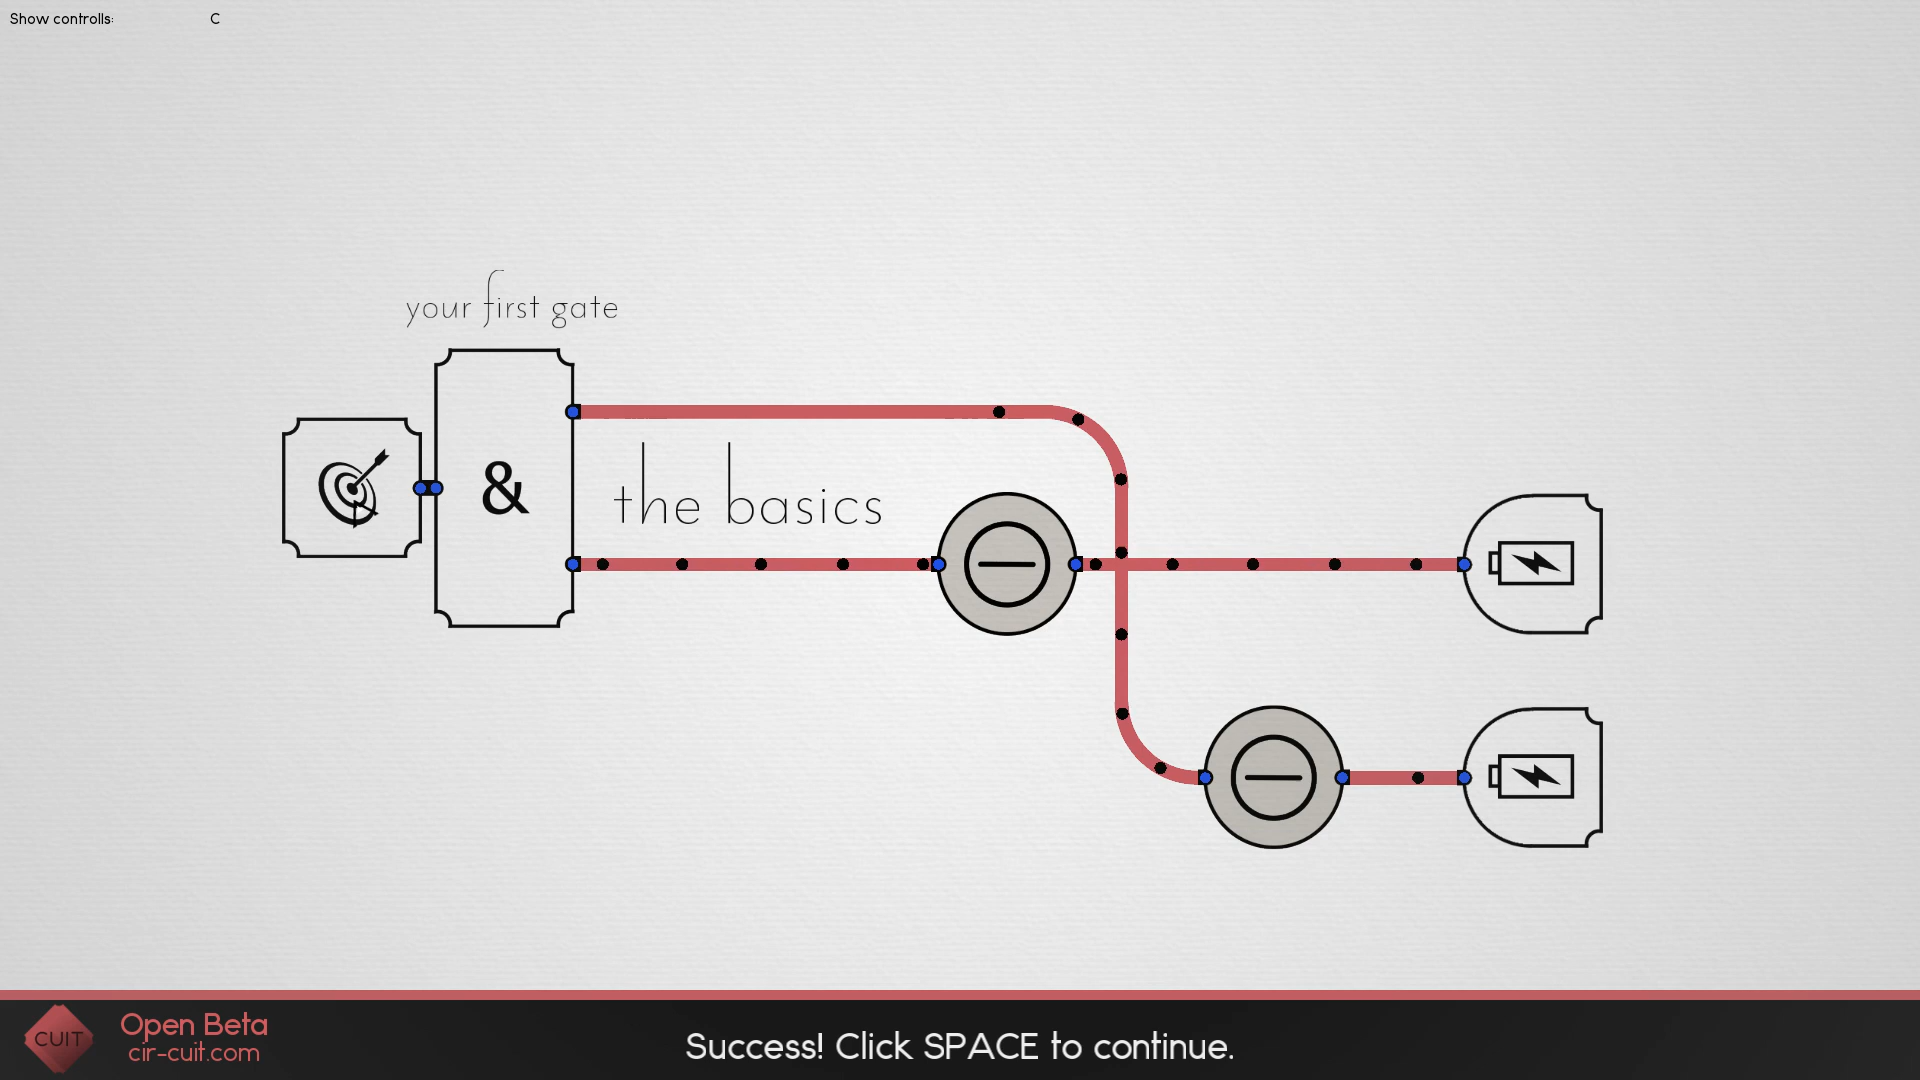 Show controlls: C
your first gate
&
the basics
CUIT
Open Beta
cir-cuit.com
Success! Click SPACE to continue.